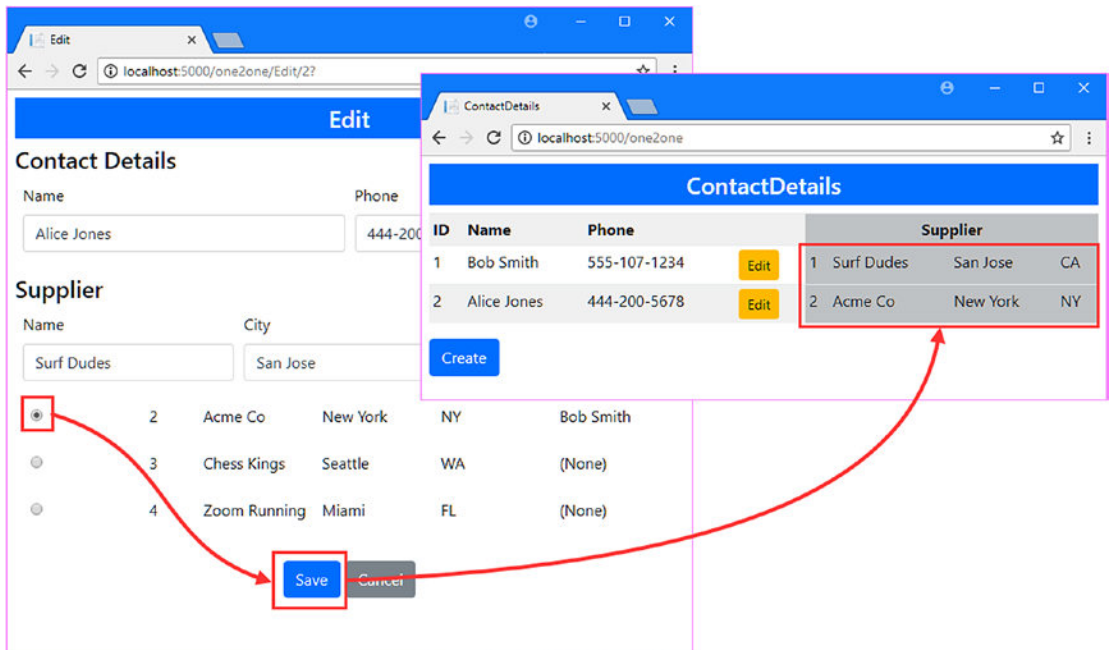 Edit
localhost:5000/one2one/Edit/2?
Edit
Contact Details
Name Phone
Alice Jones 444-200
Supplier
Name City
Surf Dudes San Jose
2 Acme Co New York NY Bob Smith
3 Chess Kings Seattle WA (None)
4 Zoom Running Miami FL (None)
Save Cancel
ContactDetails
localhost:5000/one2one
ContactDetails
ID Name Phone Supplier
1 Bob Smith 555-107-1234 Edit 1 Surf Dudes San Jose CA
2 Alice Jones 444-200-5678 Edit 2 Acme Co New York NY
Create